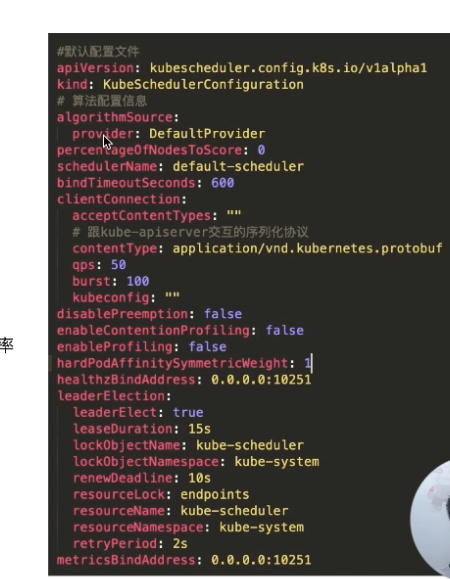 #默认配置文件
apiVersion: kubescheduler.config.k8s.io/v1alpha1
kind: KubeSchedulerConfiguration
# 算法配置信息
algorithmSource:
  provider: DefaultProvider
percentageOfNodesToScore: 0
schedulerName: default-scheduler
bindTimeoutSeconds: 600
clientConnection:
  acceptContentTypes: ""
  # 跟kube-apiserver交互的序列化协议
  contentType: application/vnd.kubernetes.protobuf
  qps: 50
  burst: 100
  kubeconfig: ""
disablePreemption: false
enableContentionProfiling: false
率
enableProfiling: false
hardPodAffinitySymmetricWeight: 1
healthzBindAddress: 0.0.0.0:10251
leaderElection:
  leaderElect: true
  leaseDuration: 15s
  lockObjectName: kube-scheduler
  lockObjectNamespace: kube-system
  renewDeadline: 10s
  resourceLock: endpoints
  resourceName: kube-scheduler
  resourceNamespace: kube-system
  retryPeriod: 2s
metricsBindAddress: 0.0.0.0:10251